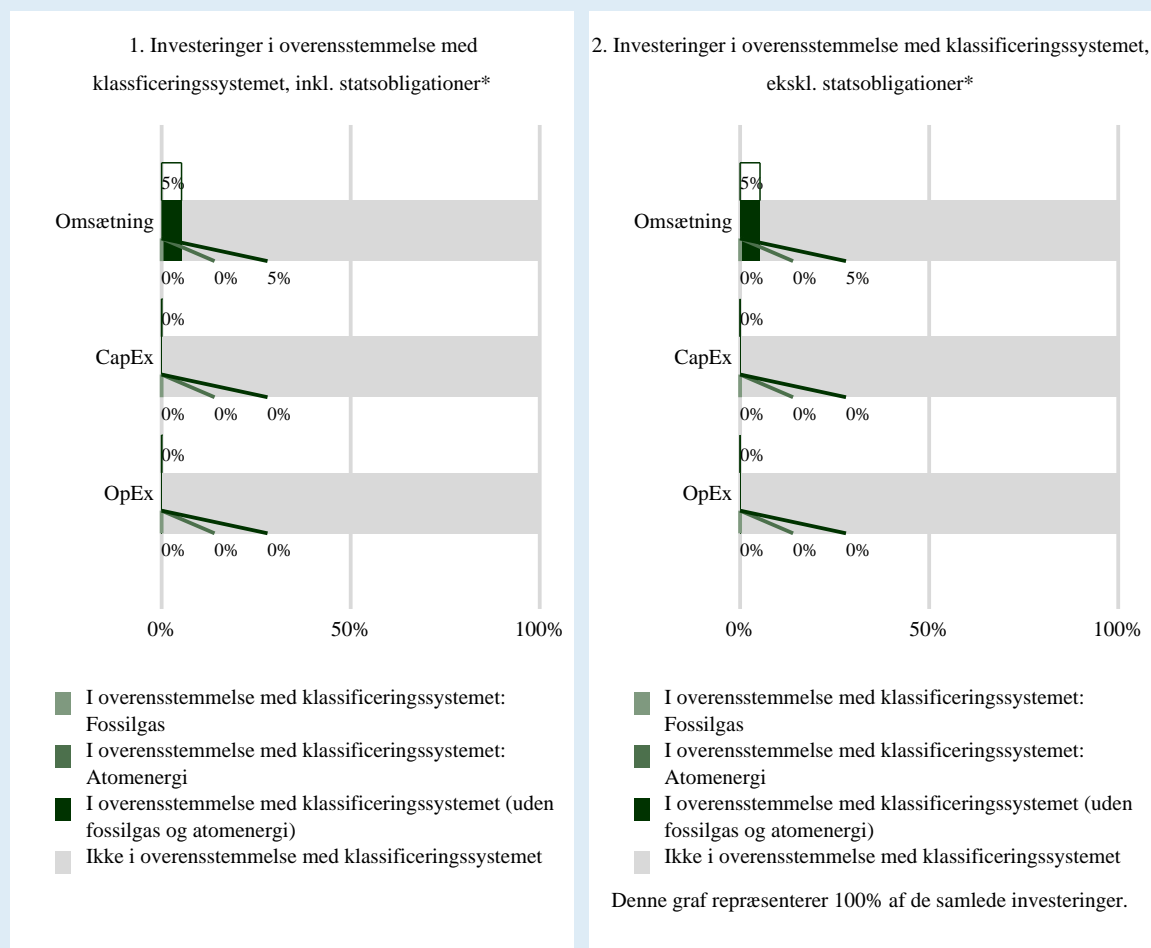 1. Investeringer i overensstemmelse med
klassficeringssystemet, inkl. statsobligationer*
5%
Omsætning
0% 0% 5%
0%
CapEx
0% 0% 0%
0%
OpEx
0% 0% 0%
0% 50% 100%
I overensstemmelse med klassificeringssystemet:
Fossilgas
I overensstemmelse med klassificeringssystemet:
Atomenergi
I overensstemmelse med klassificeringssystemet (uden
fossilgas og atomenergi)
Ikke i overensstemmelse med klassificeringssystemet
2. Investeringer i overensstemmelse med klassificeringssystemet,
ekskl. statsobligationer*
5%
Omsætning
0% 0% 5%
0%
CapEx
0% 0% 0%
0%
OpEx
0% 0% 0%
0% 50% 100%
I overensstemmelse med klassificeringssystemet:
Fossilgas
I overensstemmelse med klassificeringssystemet:
Atomenergi
I overensstemmelse med klassificeringssystemet (uden
fossilgas og atomenergi)
Ikke i overensstemmelse med klassificeringssystemet
Denne graf repræsenterer 100% af de samlede investeringer.